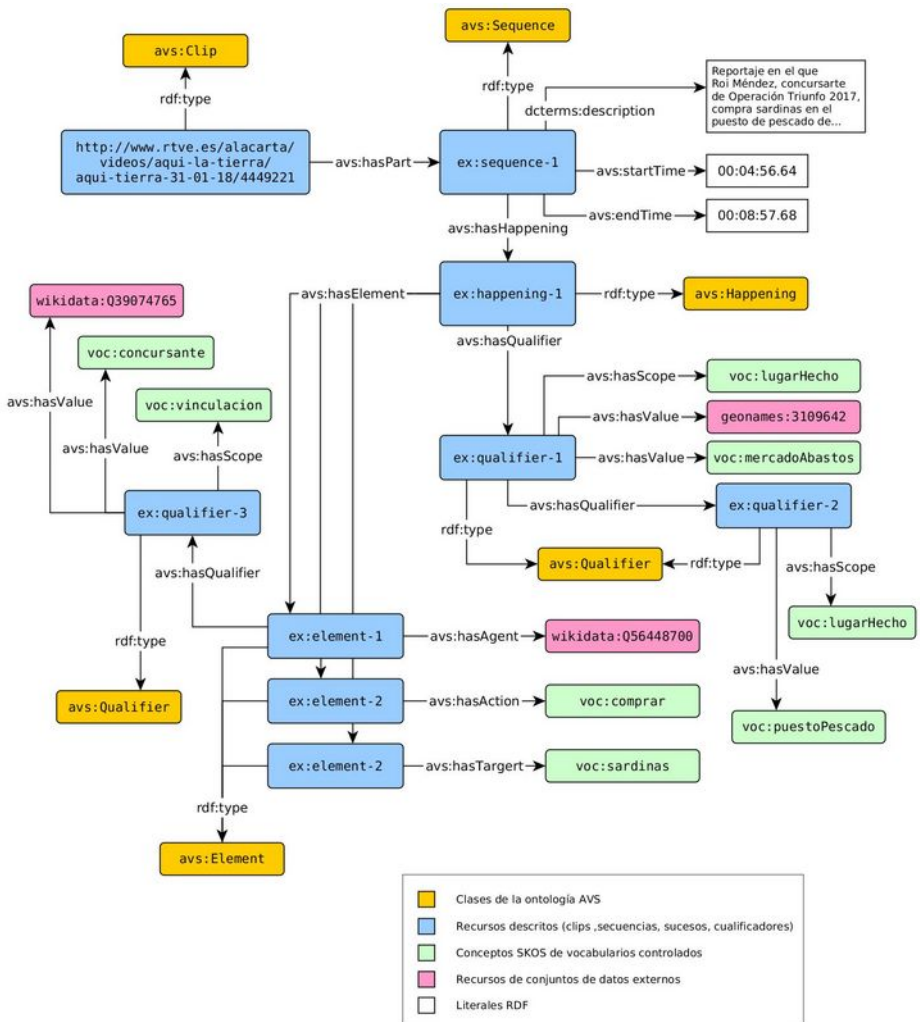 avs:Sequence
avs:Clip
rdf:type
rdf:type
dcterms:description
Reportaje en el que
Roi Méndez, concursarte
de Operación Triunfo 2017,
compra sardinas en el
puesto de pescado de...
http://www.rtve.es/alacarta/
videos/aqui-la-tierra/
aqui-tierra-31-01-18/4449221
avs:hasPart
ex:sequence-1
avs:startTime
00:04:56.64
avs:endTime
00:08:57.68
avs:hasHappening
wikidata:Q39074765
avs:hasElement
ex:happening-1
rdf:type
avs:Happening
avs:hasQualifier
voc:concursante
avs:hasScope
voc:lugarHecho
voc:vinculacion
avs:hasValue
avs:hasValue
geonames:3109642
avs:hasValue
avs:hasScope
ex:qualifier-1
avs:hasValue
voc:mercadoAbastos
ex:qualifier-3
avs:hasQualifier
ex:qualifier-2
rdf:type
avs:hasQualifier
avs:Qualifier
rdf:type
avs:hasScope
rdf:type
ex:element-1
avs:hasAgent
wikidata:Q56448700
voc:lugarHecho
avs:hasValue
avs:Qualifier
ex:element-2
avs:hasAction
voc:comprar
voc:puestoPescado
ex:element-2
avs:hasTargert
voc:sardinas
rdf:type
avs:Element
Clases de la ontología AVS
Recursos descritos (clips ,secuencias, sucesos, cualificadores)
Conceptos SKOS de vocabularios controlados
Recursos de conjuntos de datos externos
Literales RDF